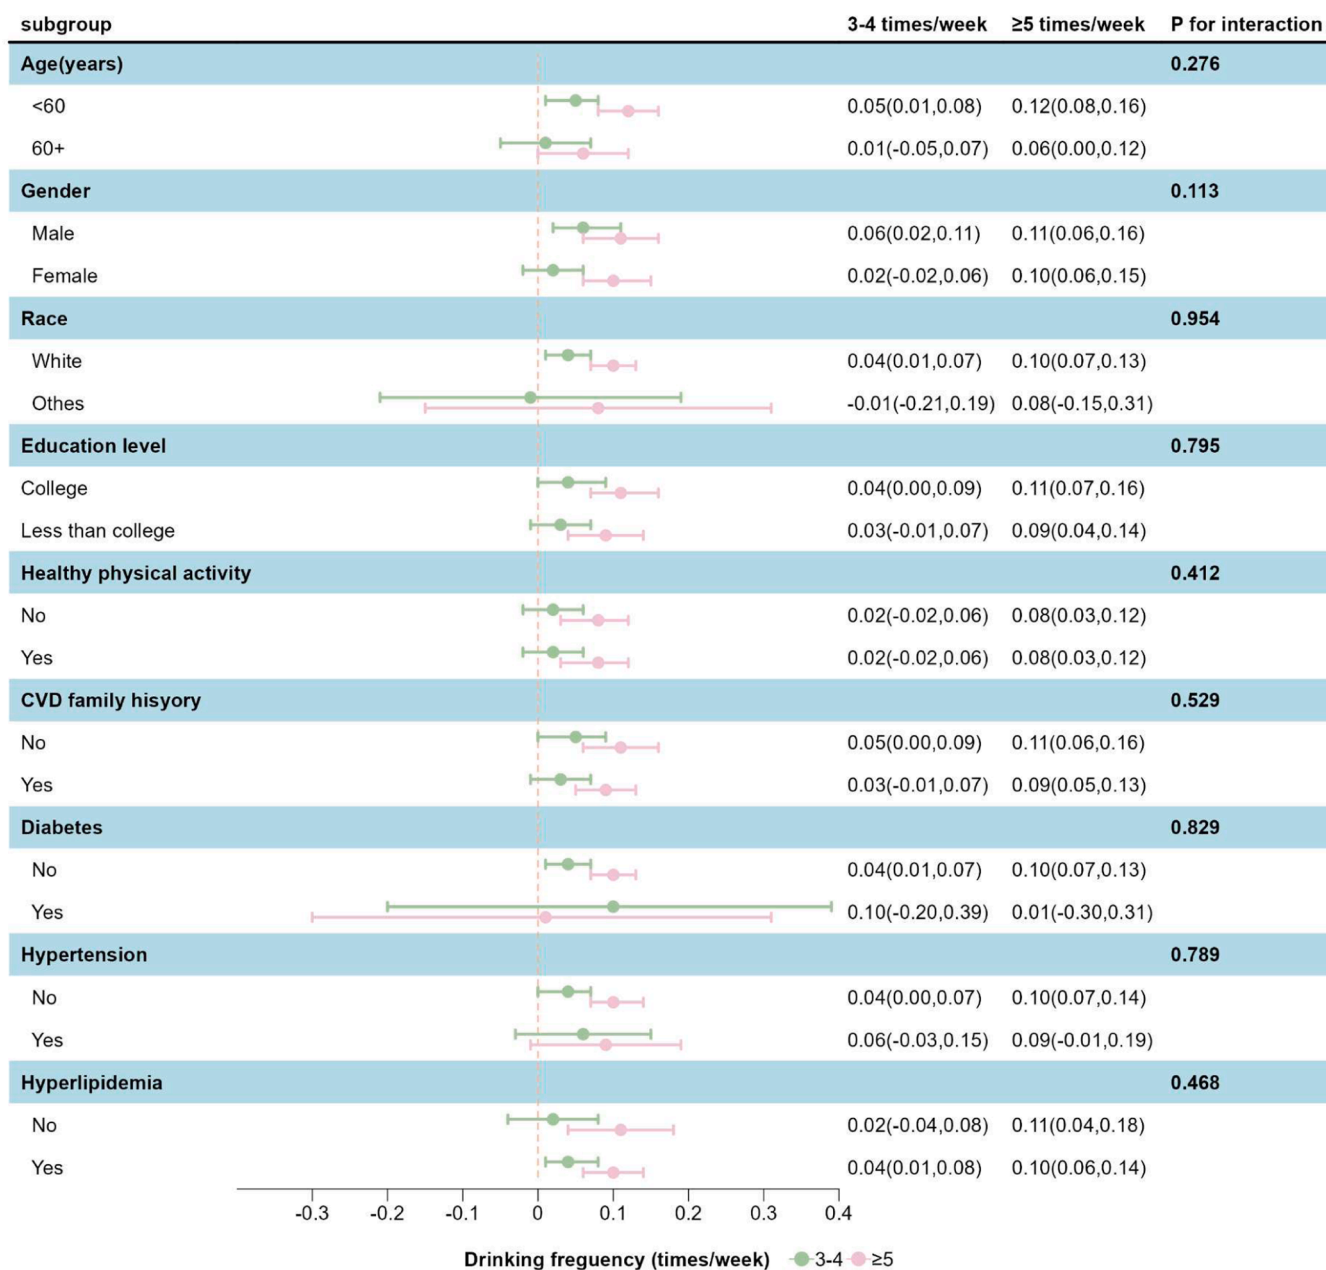 subgroup 3-4 times/week ≥5 times/week P for interaction
Age(years) 0.276
<60 0.05(0.01,0.08) 0.12(0.08,0.16)
60+ 0.01(-0.05,0.07) 0.06(0.00,0.12)
Gender 0.113
Male 0.06(0.02,0.11) 0.11(0.06,0.16)
Female 0.02(-0.02,0.06) 0.10(0.06,0.15)
Race 0.954
White 0.04(0.01,0.07) 0.10(0.07,0.13)
Othes -0.01(-0.21,0.19) 0.08(-0.15,0.31)
Education level 0.795
College 0.04(0.00,0.09) 0.11(0.07,0.16)
Less than college 0.03(-0.01,0.07) 0.09(0.04,0.14)
Healthy physical activity 0.412
No 0.02(-0.02,0.06) 0.08(0.03,0.12)
Yes 0.02(-0.02,0.06) 0.08(0.03,0.12)
CVD family hisyory 0.529
No 0.05(0.00,0.09) 0.11(0.06,0.16)
Yes 0.03(-0.01,0.07) 0.09(0.05,0.13)
Diabetes 0.829
No 0.04(0.01,0.07) 0.10(0.07,0.13)
Yes 0.10(-0.20,0.39) 0.01(-0.30,0.31)
Hypertension 0.789
No 0.04(0.00,0.07) 0.10(0.07,0.14)
Yes 0.06(-0.03,0.15) 0.09(-0.01,0.19)
Hyperlipidemia 0.468
No 0.02(-0.04,0.08) 0.11(0.04,0.18)
Yes 0.04(0.01,0.08) 0.10(0.06,0.14)
-0.3 -0.2 -0.1 0 0.1 0.2 0.3 0.4
Drinking freguency (times/week) 3-4 ≥5